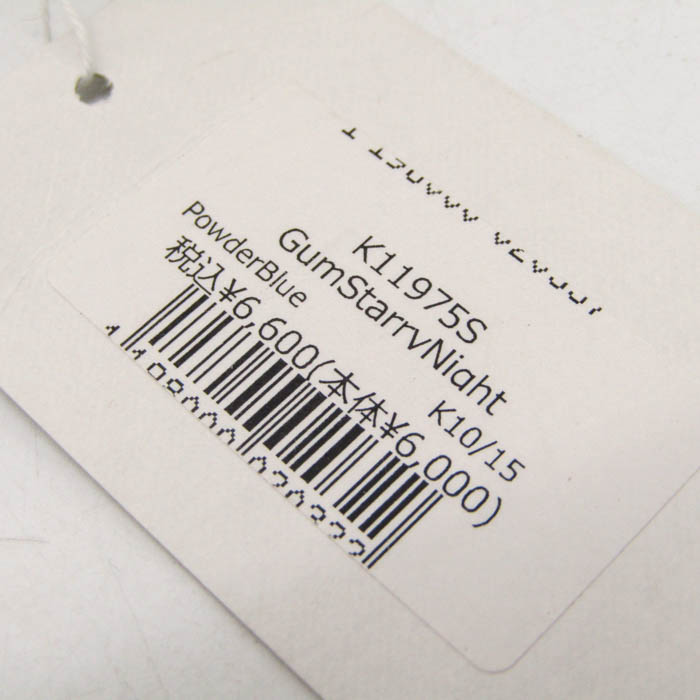 K11975S
GumStarryNight
PowderBlue K10/15
税込¥6,600(本体¥6,000)